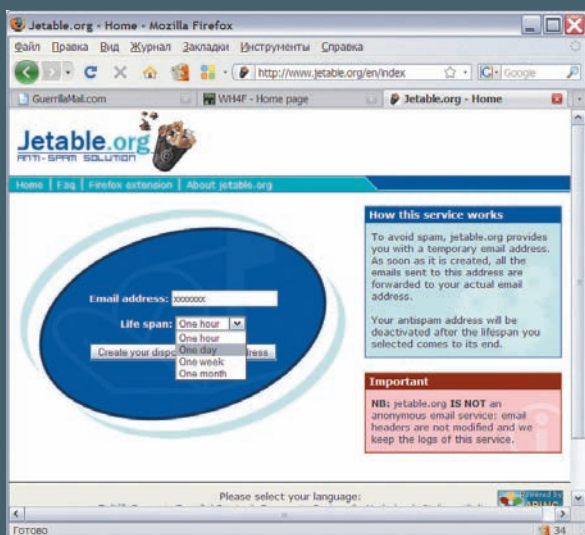 Jetable.org - Home - Mozilla Firefox
Файл Правка Вид Журнал Закладки Инструменты Справка
http://www.jetable.org/en/index
Google
GuerrillaMail.com
WH4F - Home page
Jetable.org - Home
Jetable.org
ANTI-SPAM SOLUTION
Home | Faq | Firefox extension | About jetable.org
Email address: xxxxxxxx
Life span: One hour
One hour
One day
One week
One month
Create your dispo
ress
How this service works
To avoid spam, jetable.org provides
you with a temporary email address.
As soon as it is created, all the
emails sent to this address are
forwarded to your actual email
address.
Your antispam address will be
deactivated after the lifespan you
selected comes to its end.
Important
NB: jetable.org IS NOT an
anonymous email service: email
headers are not modified and we
keep the logs of this service.
Please select your language:
Powered by
Готово
34